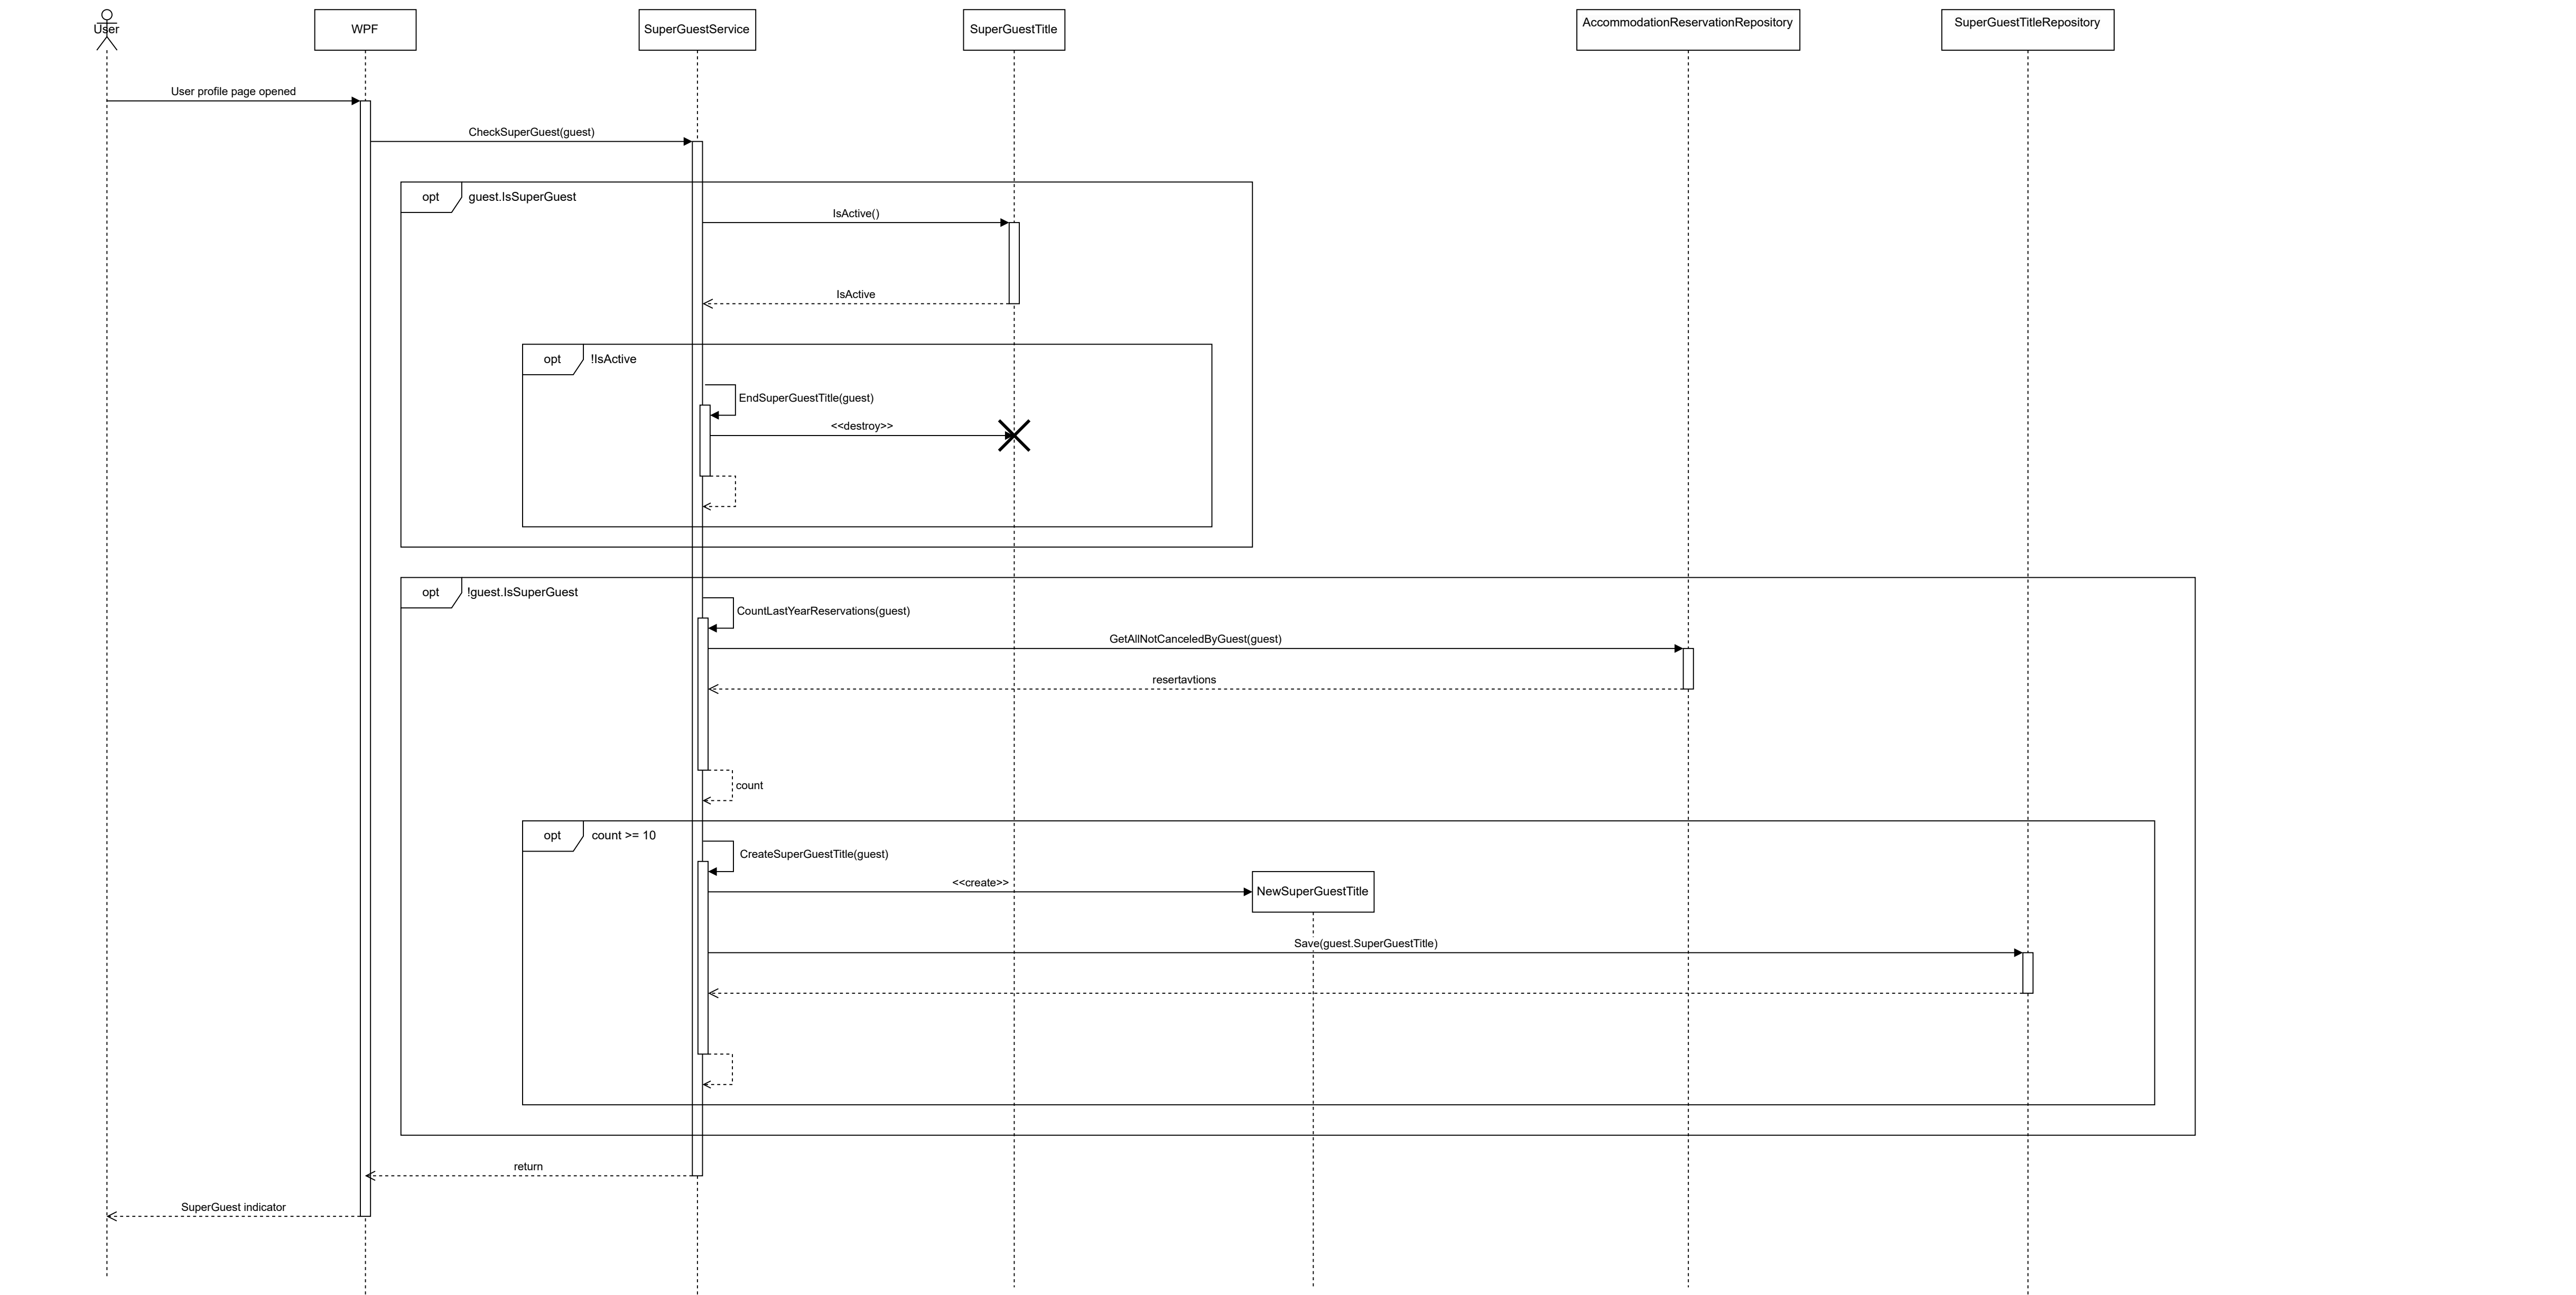 User
WPF
SuperGuestService
SuperGuestTitle
AccommodationReservationRepository
SuperGuestTitleRepository
User profile page opened
CheckSuperGuest(guest)
opt
guest.IsSuperGuest
IsActive()
IsActive
opt
!IsActive
EndSuperGuestTitle(guest)
<<destroy>>
opt
!guest.IsSuperGuest
CountLastYearReservations(guest)
GetAllNotCanceledByGuest(guest)
resertavtions
count
opt
count >= 10
CreateSuperGuestTitle(guest)
<<create>>
NewSuperGuestTitle
Save(guest.SuperGuestTitle)
return
SuperGuest indicator